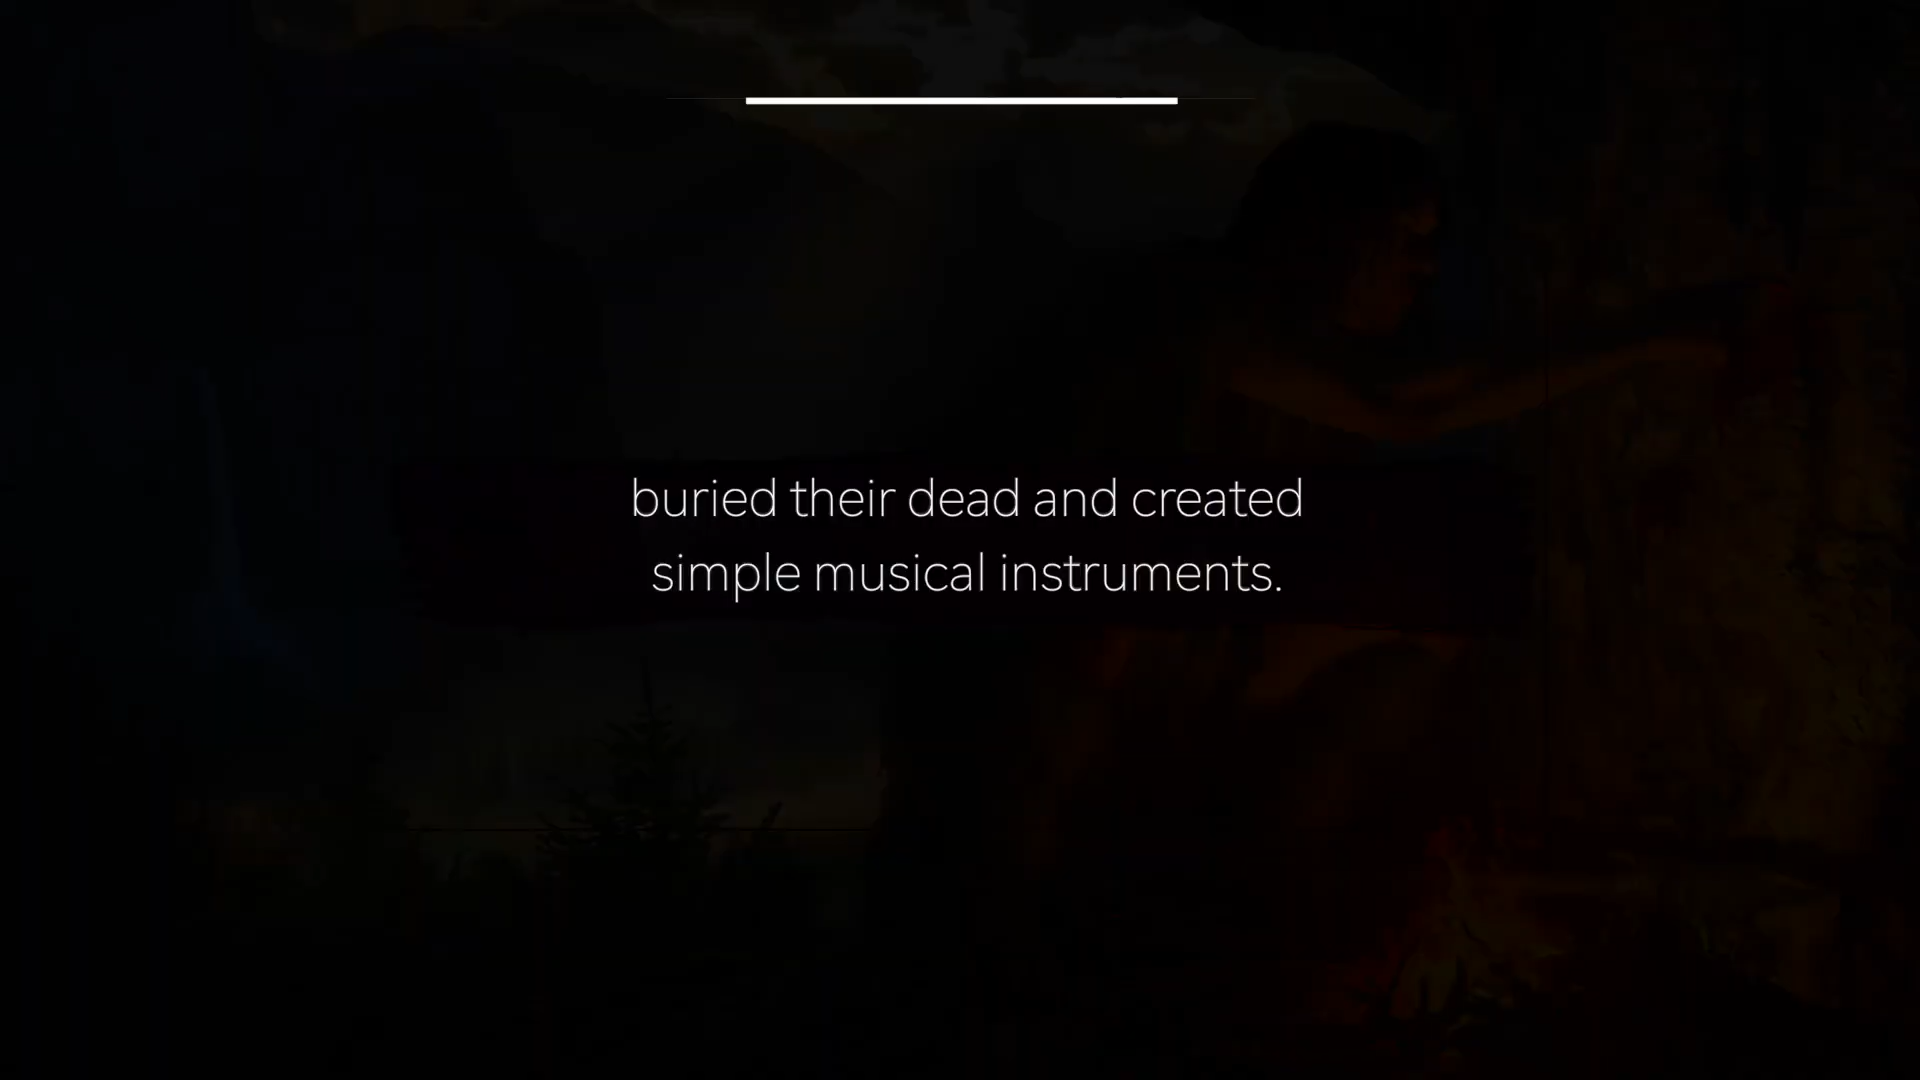 buried their dead and created
simple musical instruments.